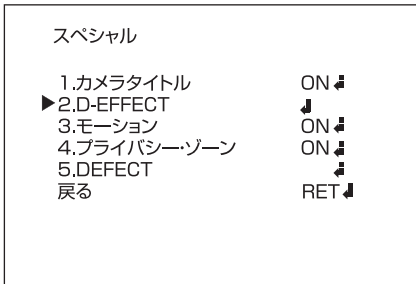 スペシャル
1.カメラタイトル ON↲
▶2.D-EFFECT ↲
3.モーション ON↲
4.プライバシー・ゾーン ON↲
5.DEFECT ↲
戻る RET↲